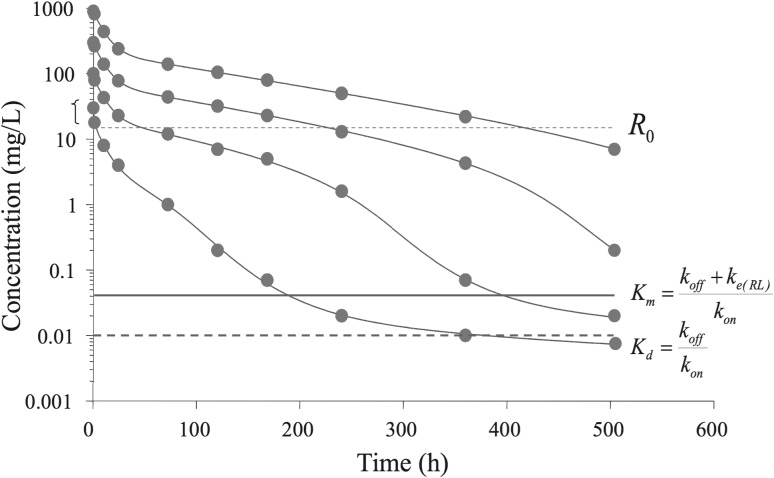 Concentration (mg/L)
1000
100
10
1
0.1
0.01
0.001
0 100 200 300 400 500 600
Time (h)
R0
Km = koff + ke(RL) / kon
Kd = koff / kon